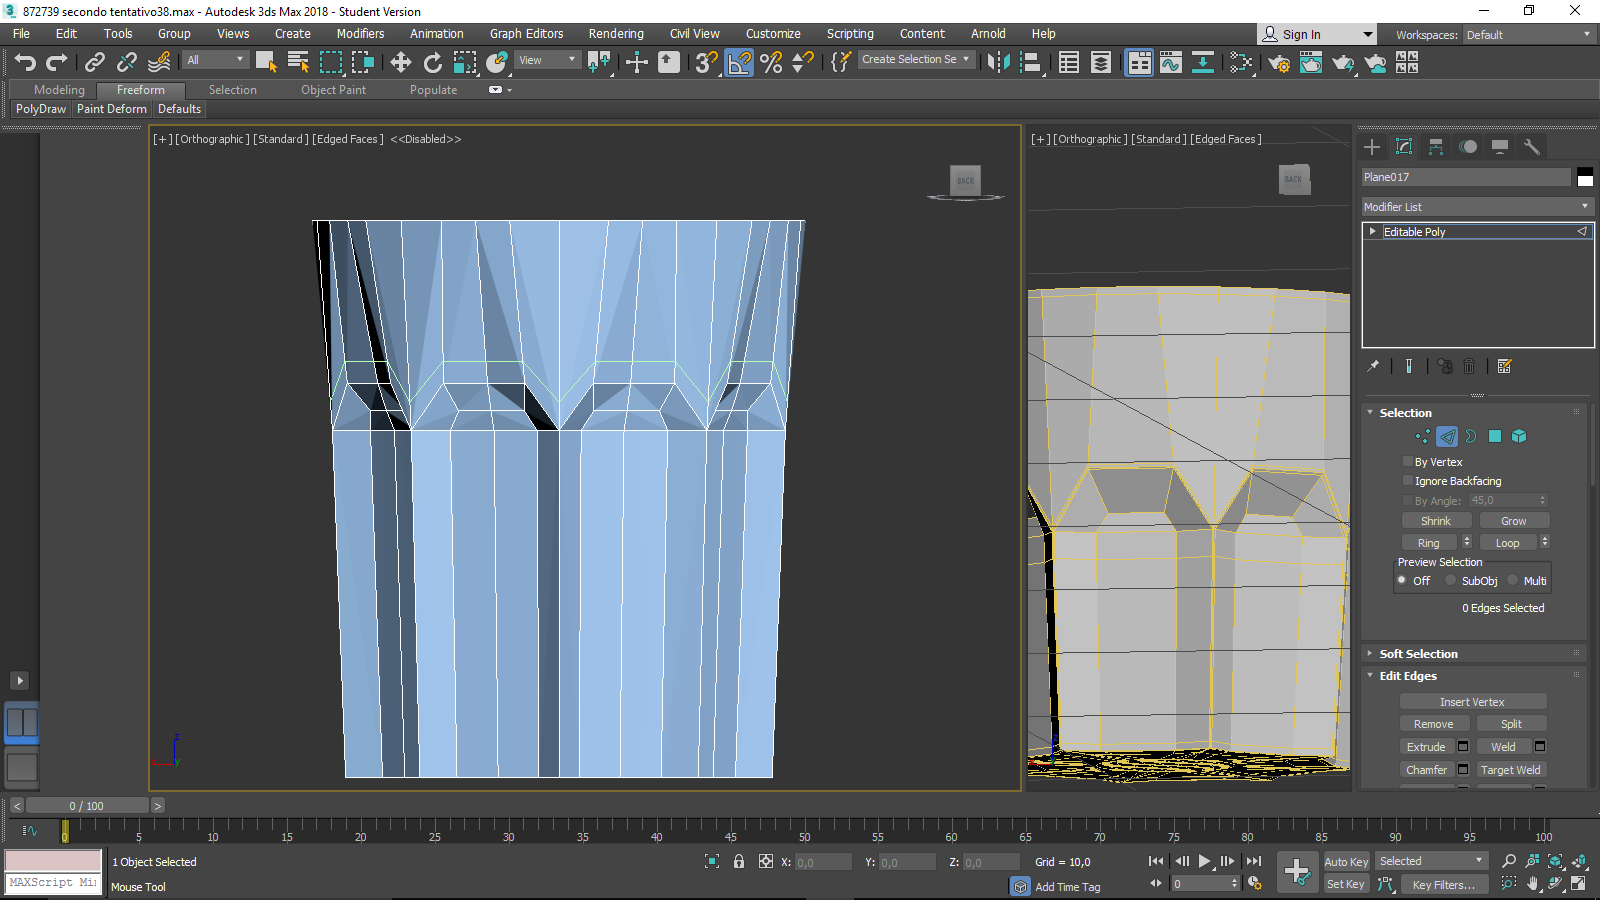 872739 secondo tentativo38.max - Autodesk 3ds Max 2018 - Student Version
File Edit Tools Group Views Create Modifiers Animation Graph Editors Rendering Civil View Customize Scripting Content Arnold Help
Sign In
Workspaces: Default
All
View
Create Selection Se
Modeling Freeform Selection Object Paint Populate
PolyDraw Paint Deform Defaults
[+] [Orthographic] [Standard] [Edged Faces] <<Disabled>>
BACK
z
[+] [Orthographic] [Standard] [Edged Faces]
BACK
Plane017
Modifier List
Editable Poly
Selection
By Vertex
Ignore Backfacing
By Angle: 45,0
Shrink Grow
Ring Loop
Preview Selection
Off SubObj Multi
0 Edges Selected
Soft Selection
Edit Edges
Insert Vertex
Remove Split
Extrude Weld
Chamfer Target Weld
< 0 / 100 >
0 5 10 15 20 25 30 35 40 45 50 55 60 65 70 75 80 85 90 95 100
1 Object Selected
X: 0,0 Y: 0,0 Z: 0,0 Grid = 10,0
Auto Key Selected
MAXScript Mi
Mouse Tool
Add Time Tag
0
Set Key Key Filters...